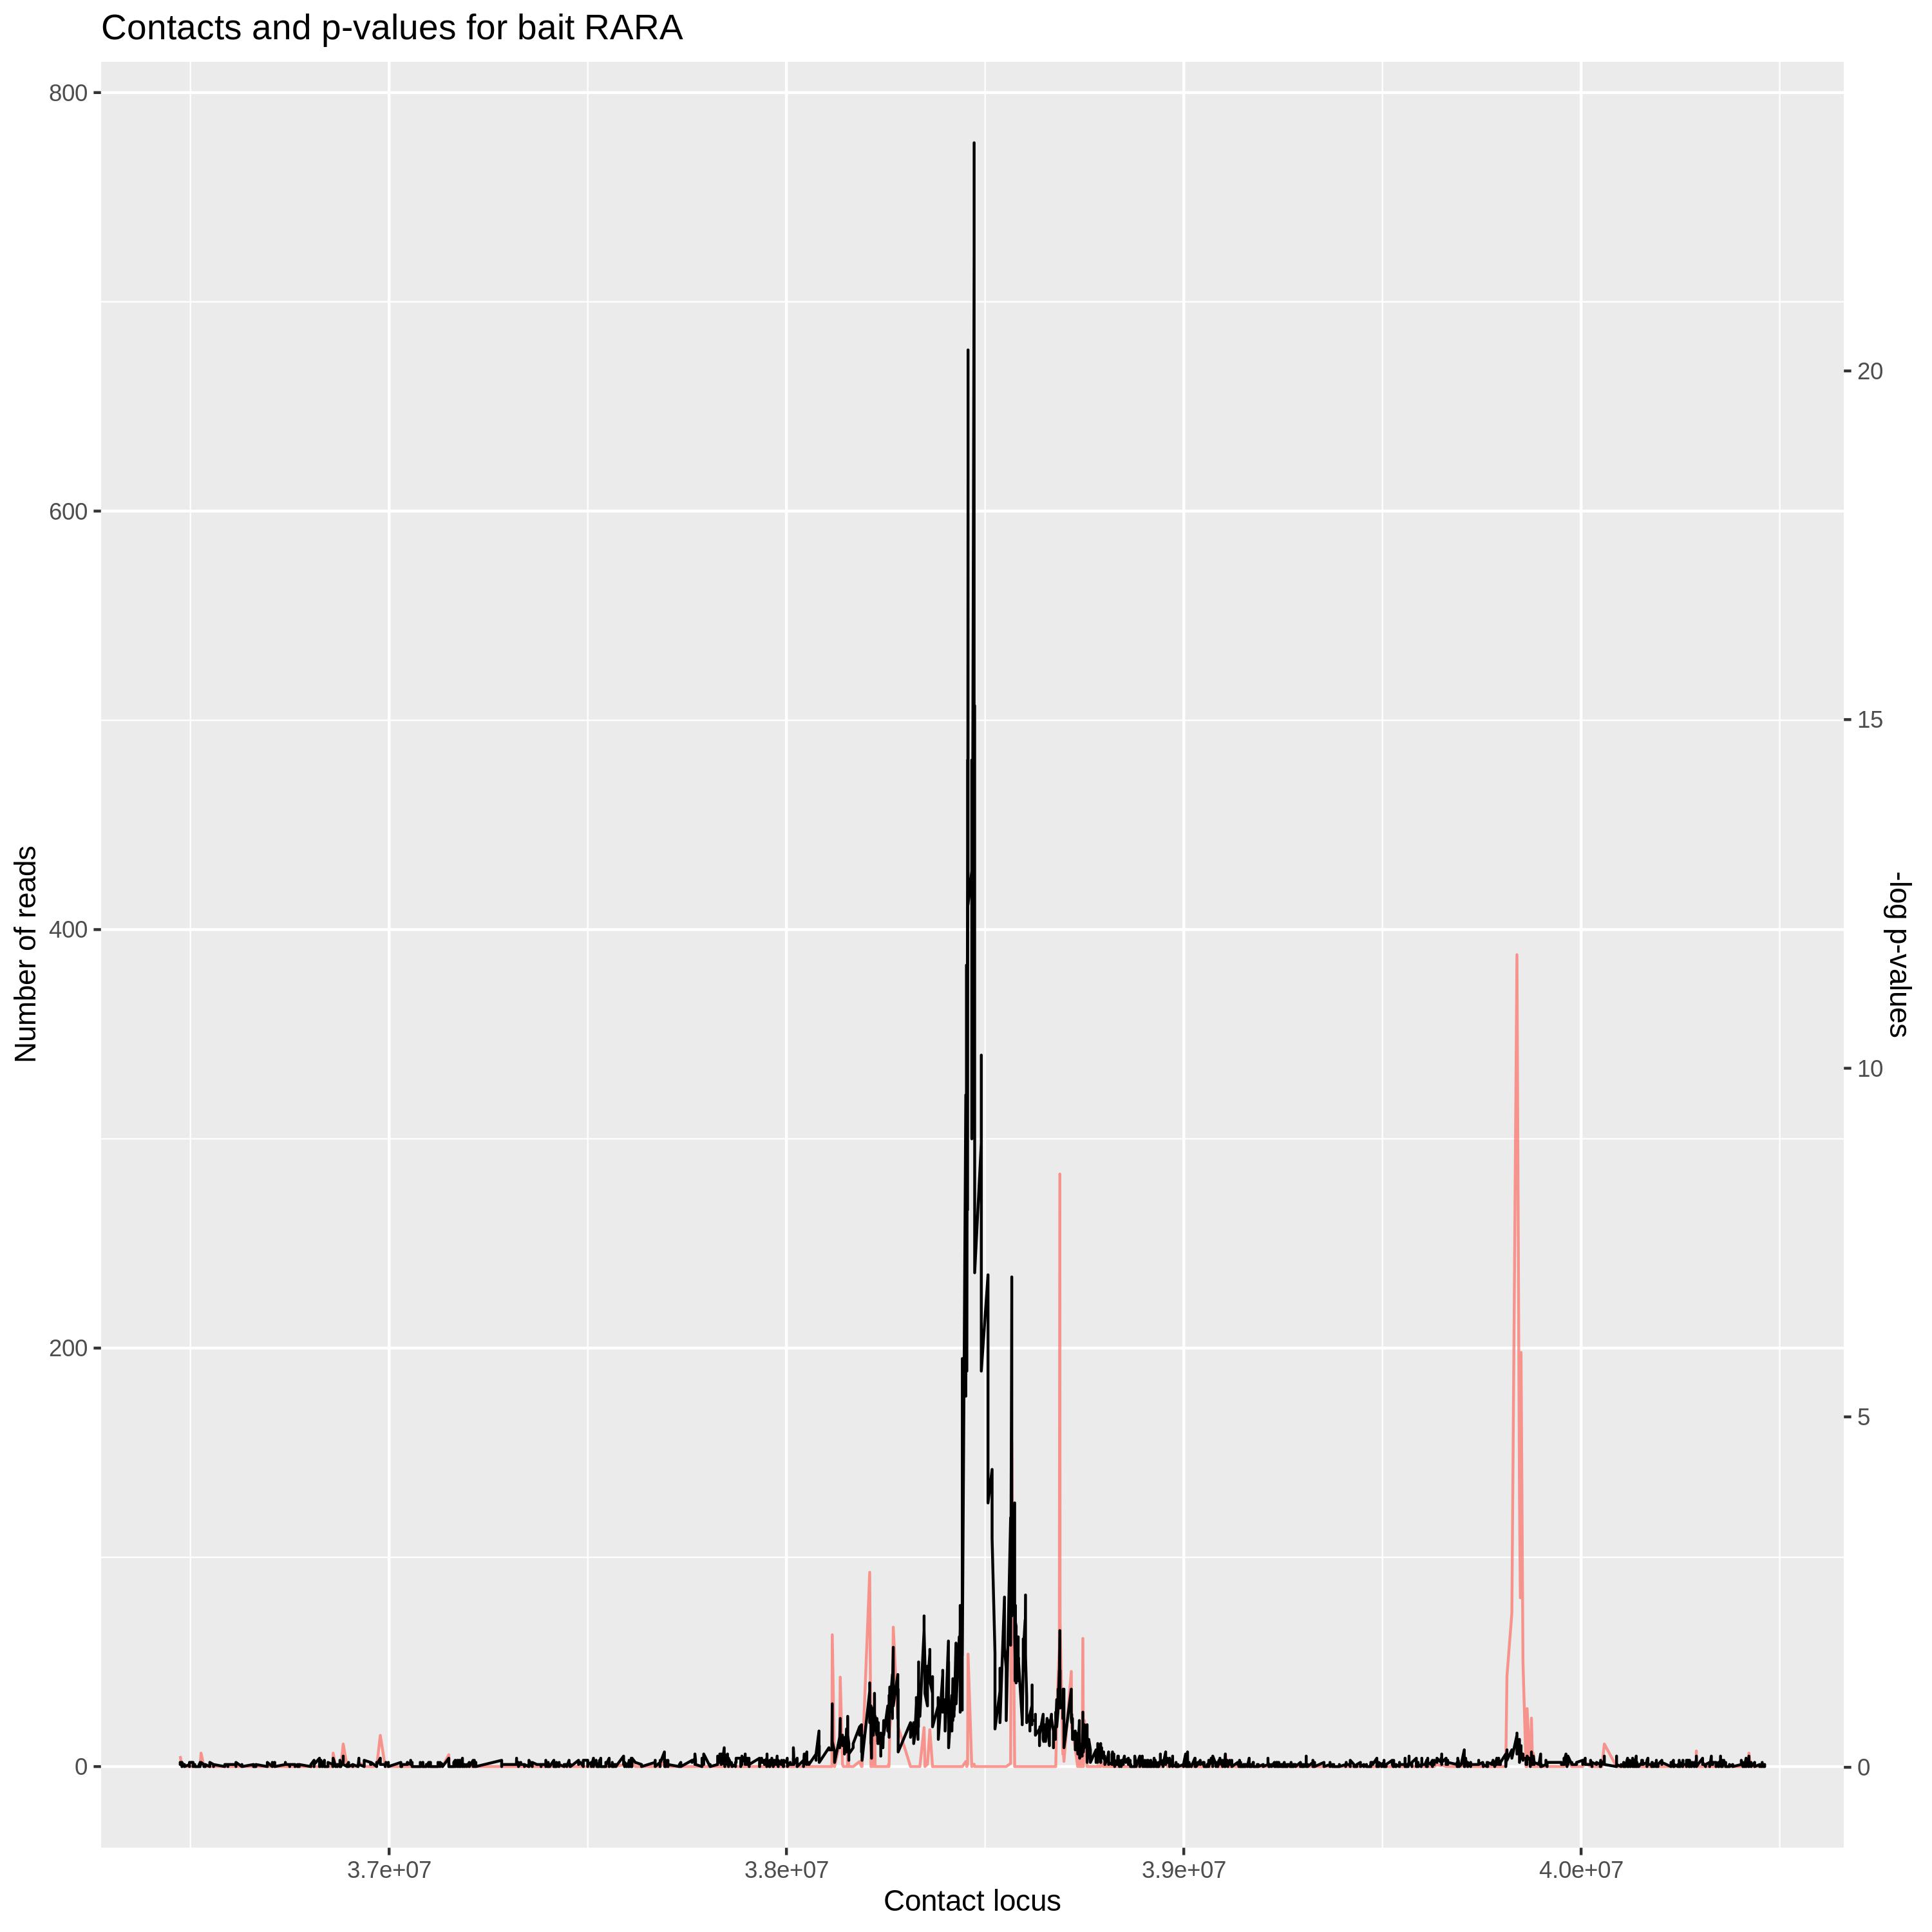 Contacts and p-values for bait RARA
800
600
400
200
0
Number of reads
20
15
10
5
0
-log p-values
3.7e+07
3.8e+07
3.9e+07
4.0e+07
Contact locus